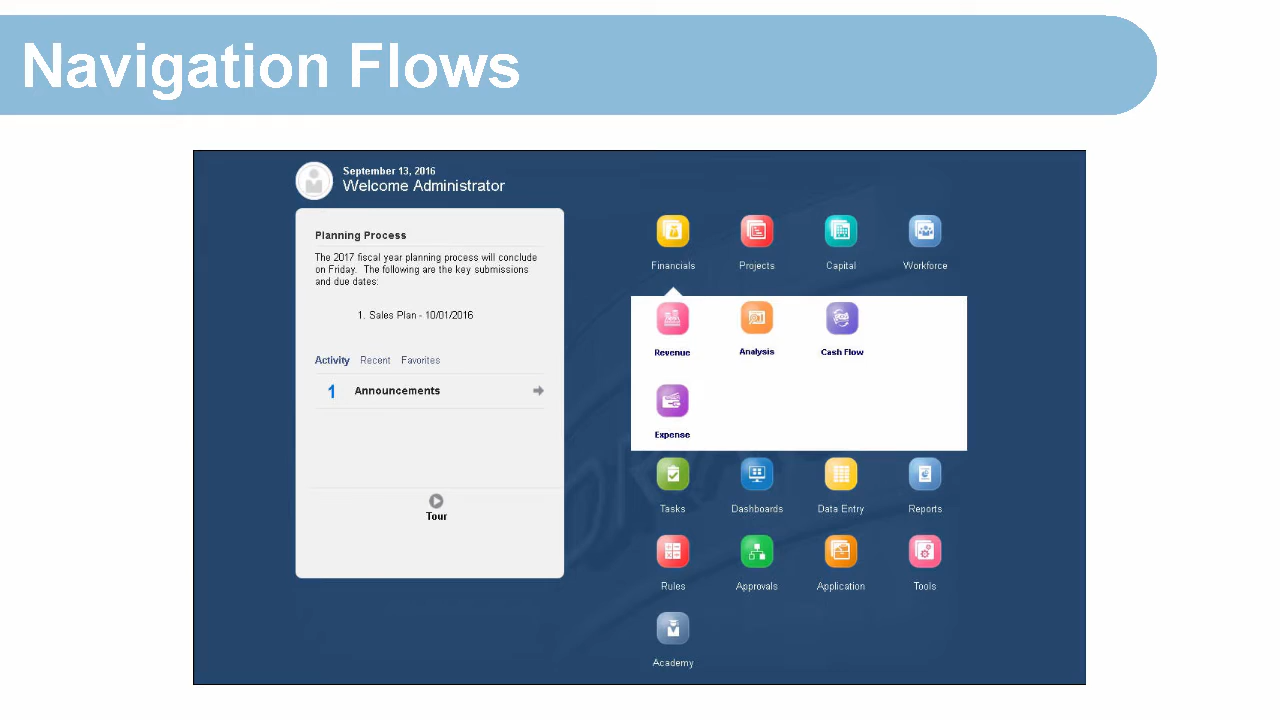 Navigation Flows
September 13, 2016
Welcome Administrator
Planning Process
The 2017 fiscal year planning process will conclude
on Friday. The following are the key submissions
and due dates:
1. Sales Plan - 10/01/2016
Activity Recent Favorites
1 Announcements
Tour
Financials Projects Capital Workforce
Revenue Analysis Cash Flow
Expense
Tasks Dashboards Data Entry Reports
Rules Approvals Application Tools
Academy